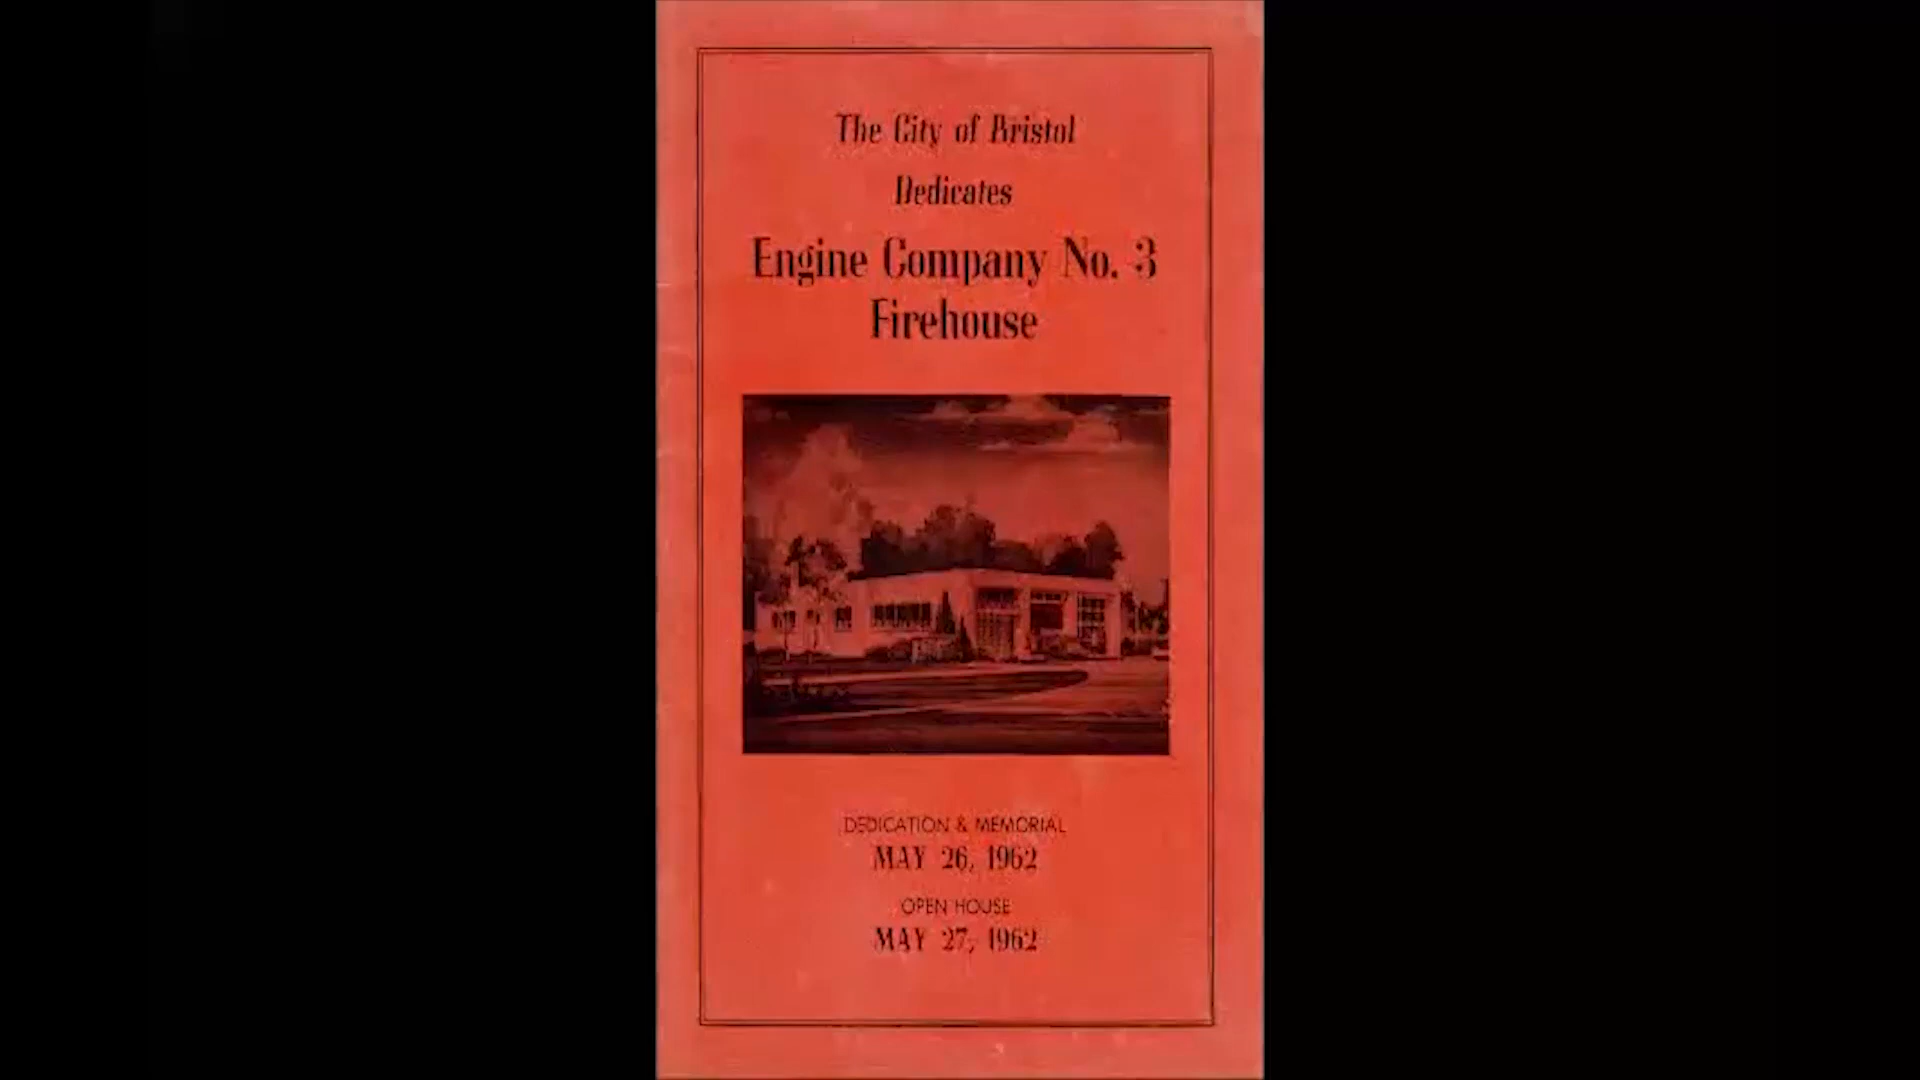 The City of Bristol
Dedicates
Engine Company No. 3
Firehouse
DEDICATION & MEMORIAL
MAY 26, 1962
OPEN HOUSE
MAY 27, 1962